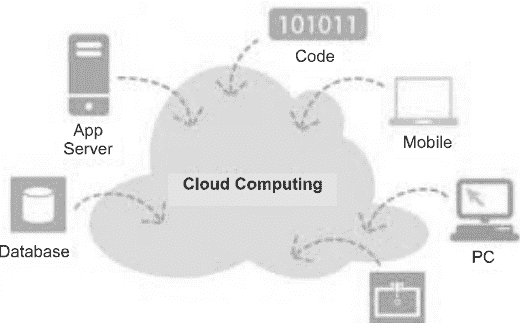 101011
Code
App
Server
Mobile
Cloud Computing
Database
PC